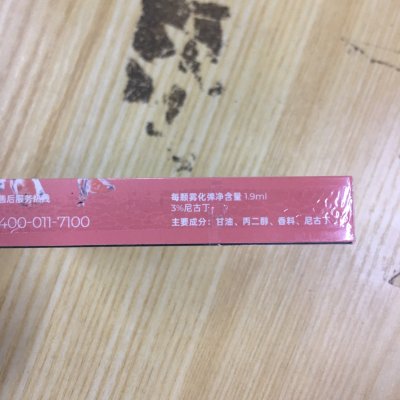 售后服务热线
400-011-7100
每颗雾化弹净含量 1.9ml
3%尼古丁
主要成分：甘油、丙二醇、香料、尼古丁